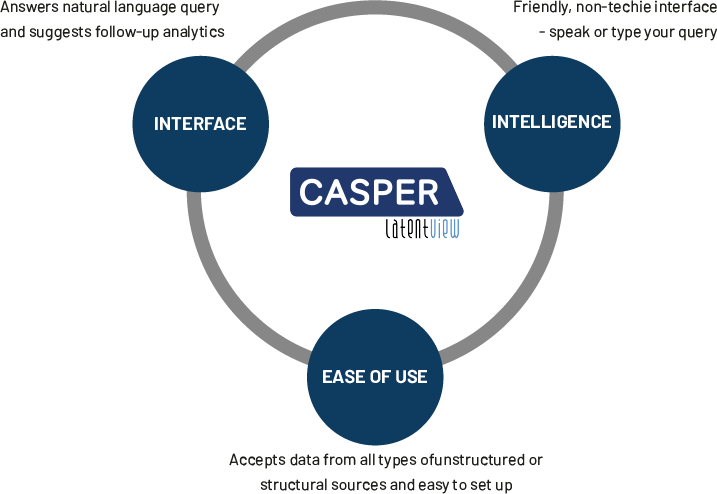 Answers natural language query
and suggests follow-up analytics
Friendly, non-techie interface
- speak or type your query
INTERFACE
INTELLIGENCE
CASPER
LatentView
EASE OF USE
Accepts data from all types ofunstructured or
structural sources and easy to set up